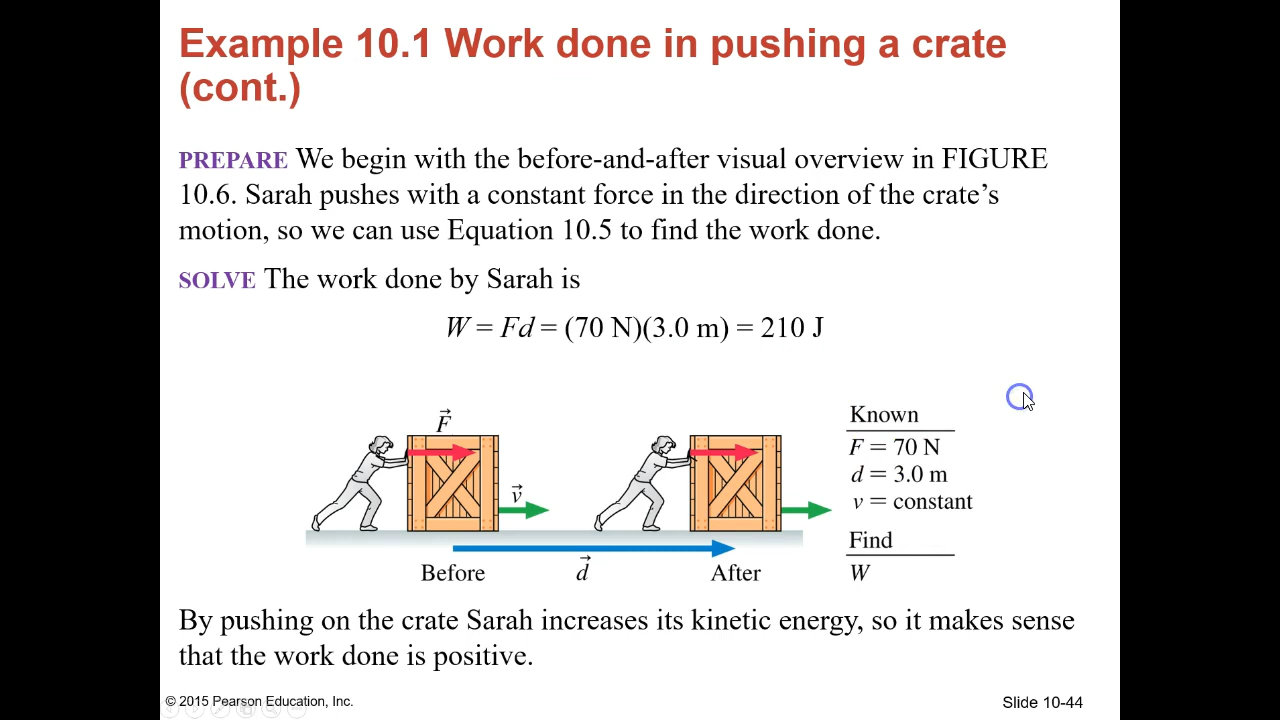 Example 10.1 Work done in pushing a crate
(cont.)
PREPARE We begin with the before-and-after visual overview in FIGURE
10.6. Sarah pushes with a constant force in the direction of the crate’s
motion, so we can use Equation 10.5 to find the work done.
SOLVE The work done by Sarah is
W = Fd = (70 N)(3.0 m) = 210 J
F⃗
v⃗
d⃗
Before
After
Known
F = 70 N
d = 3.0 m
v = constant
Find
W
By pushing on the crate Sarah increases its kinetic energy, so it makes sense
that the work done is positive.
© 2015 Pearson Education, Inc.
Slide 10-44